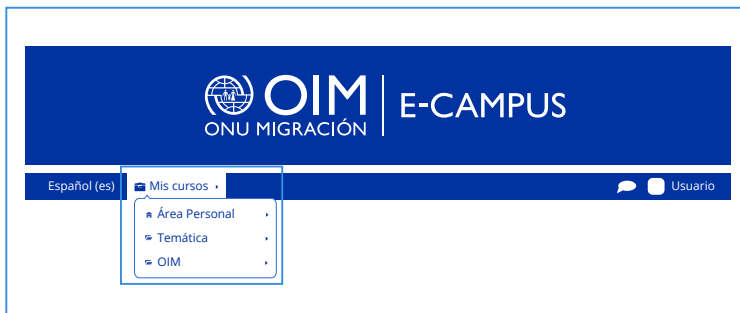 OIM
ONU MIGRACIÓN
E-CAMPUS
Español (es)
Mis cursos
Usuario
Área Personal
Temática
OIM